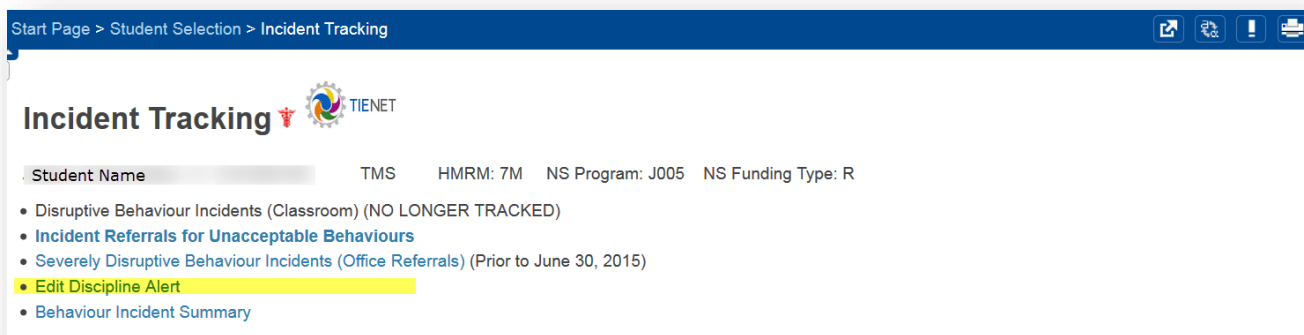 Start Page > Student Selection > Incident Tracking
Incident Tracking TIENET
Student Name TMS HMRM: 7M NS Program: J005 NS Funding Type: R
• Disruptive Behaviour Incidents (Classroom) (NO LONGER TRACKED)
• Incident Referrals for Unacceptable Behaviours
• Severely Disruptive Behaviour Incidents (Office Referrals) (Prior to June 30, 2015)
• Edit Discipline Alert
• Behaviour Incident Summary